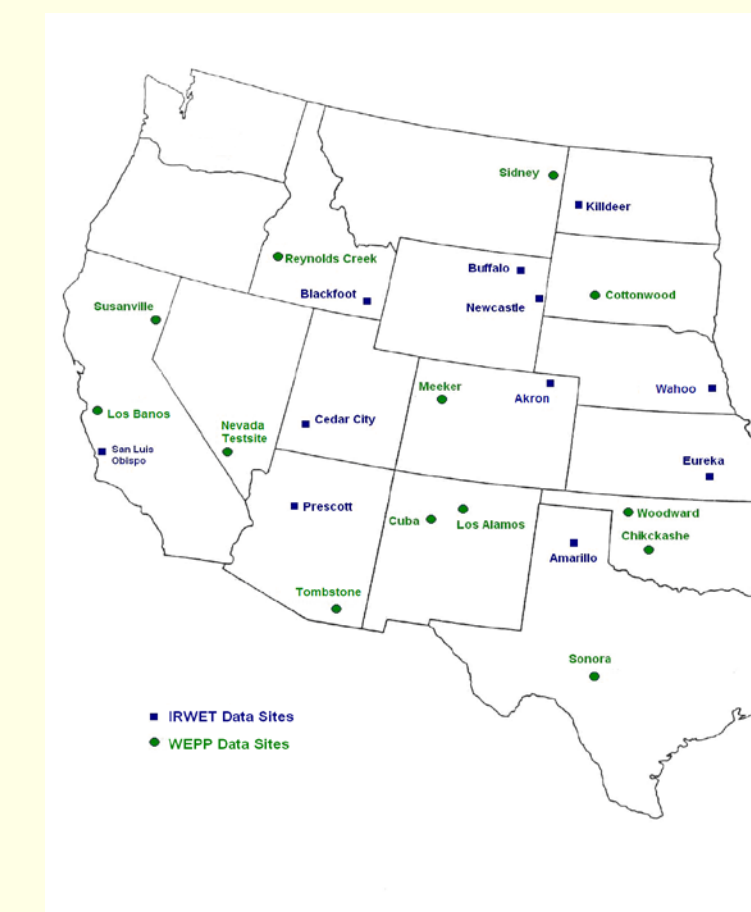 Sidney
Killdeer
Reynolds Creek
Buffalo
Blackfoot
Cottonwood
Susanville
Newcastle
Meeker
Akron
Wahoo
Los Banos
Cedar City
Nevada
Testsite
San Luis
Obispo
Eureka
Prescott
Cuba
Los Alamos
Woodward
Chikckashe
Amarillo
Tombstone
Sonora
IRWET Data Sites
WEPP Data Sites